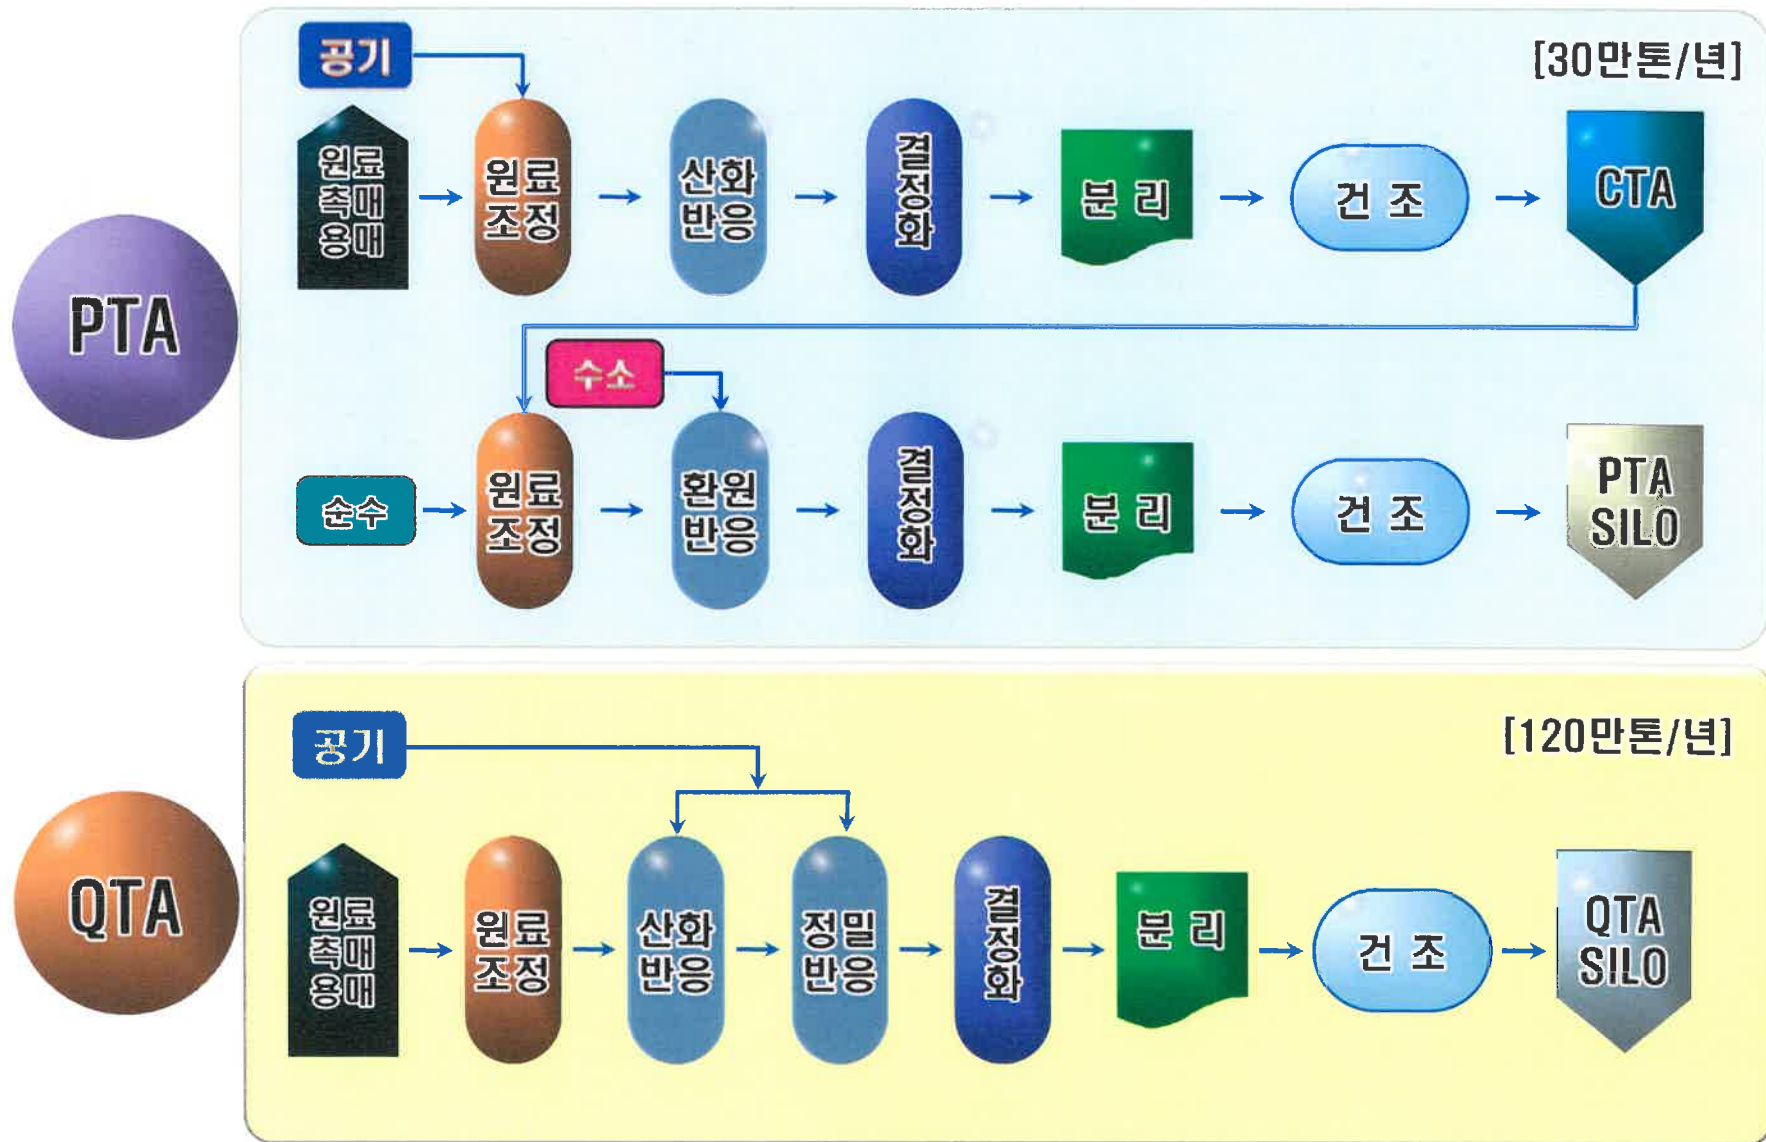 공기
[30만톤/년]
원료
촉매
용매
원료
조정
산화
반응
결정화
분 리
건 조
CTA
PTA
수소
순수
원료
조정
환원
반응
결정화
분 리
건 조
PTA
SILO
공기
[120만톤/년]
QTA
원료
촉매
용매
원료
조정
산화
반응
정밀
반응
결정화
분 리
건 조
QTA
SILO